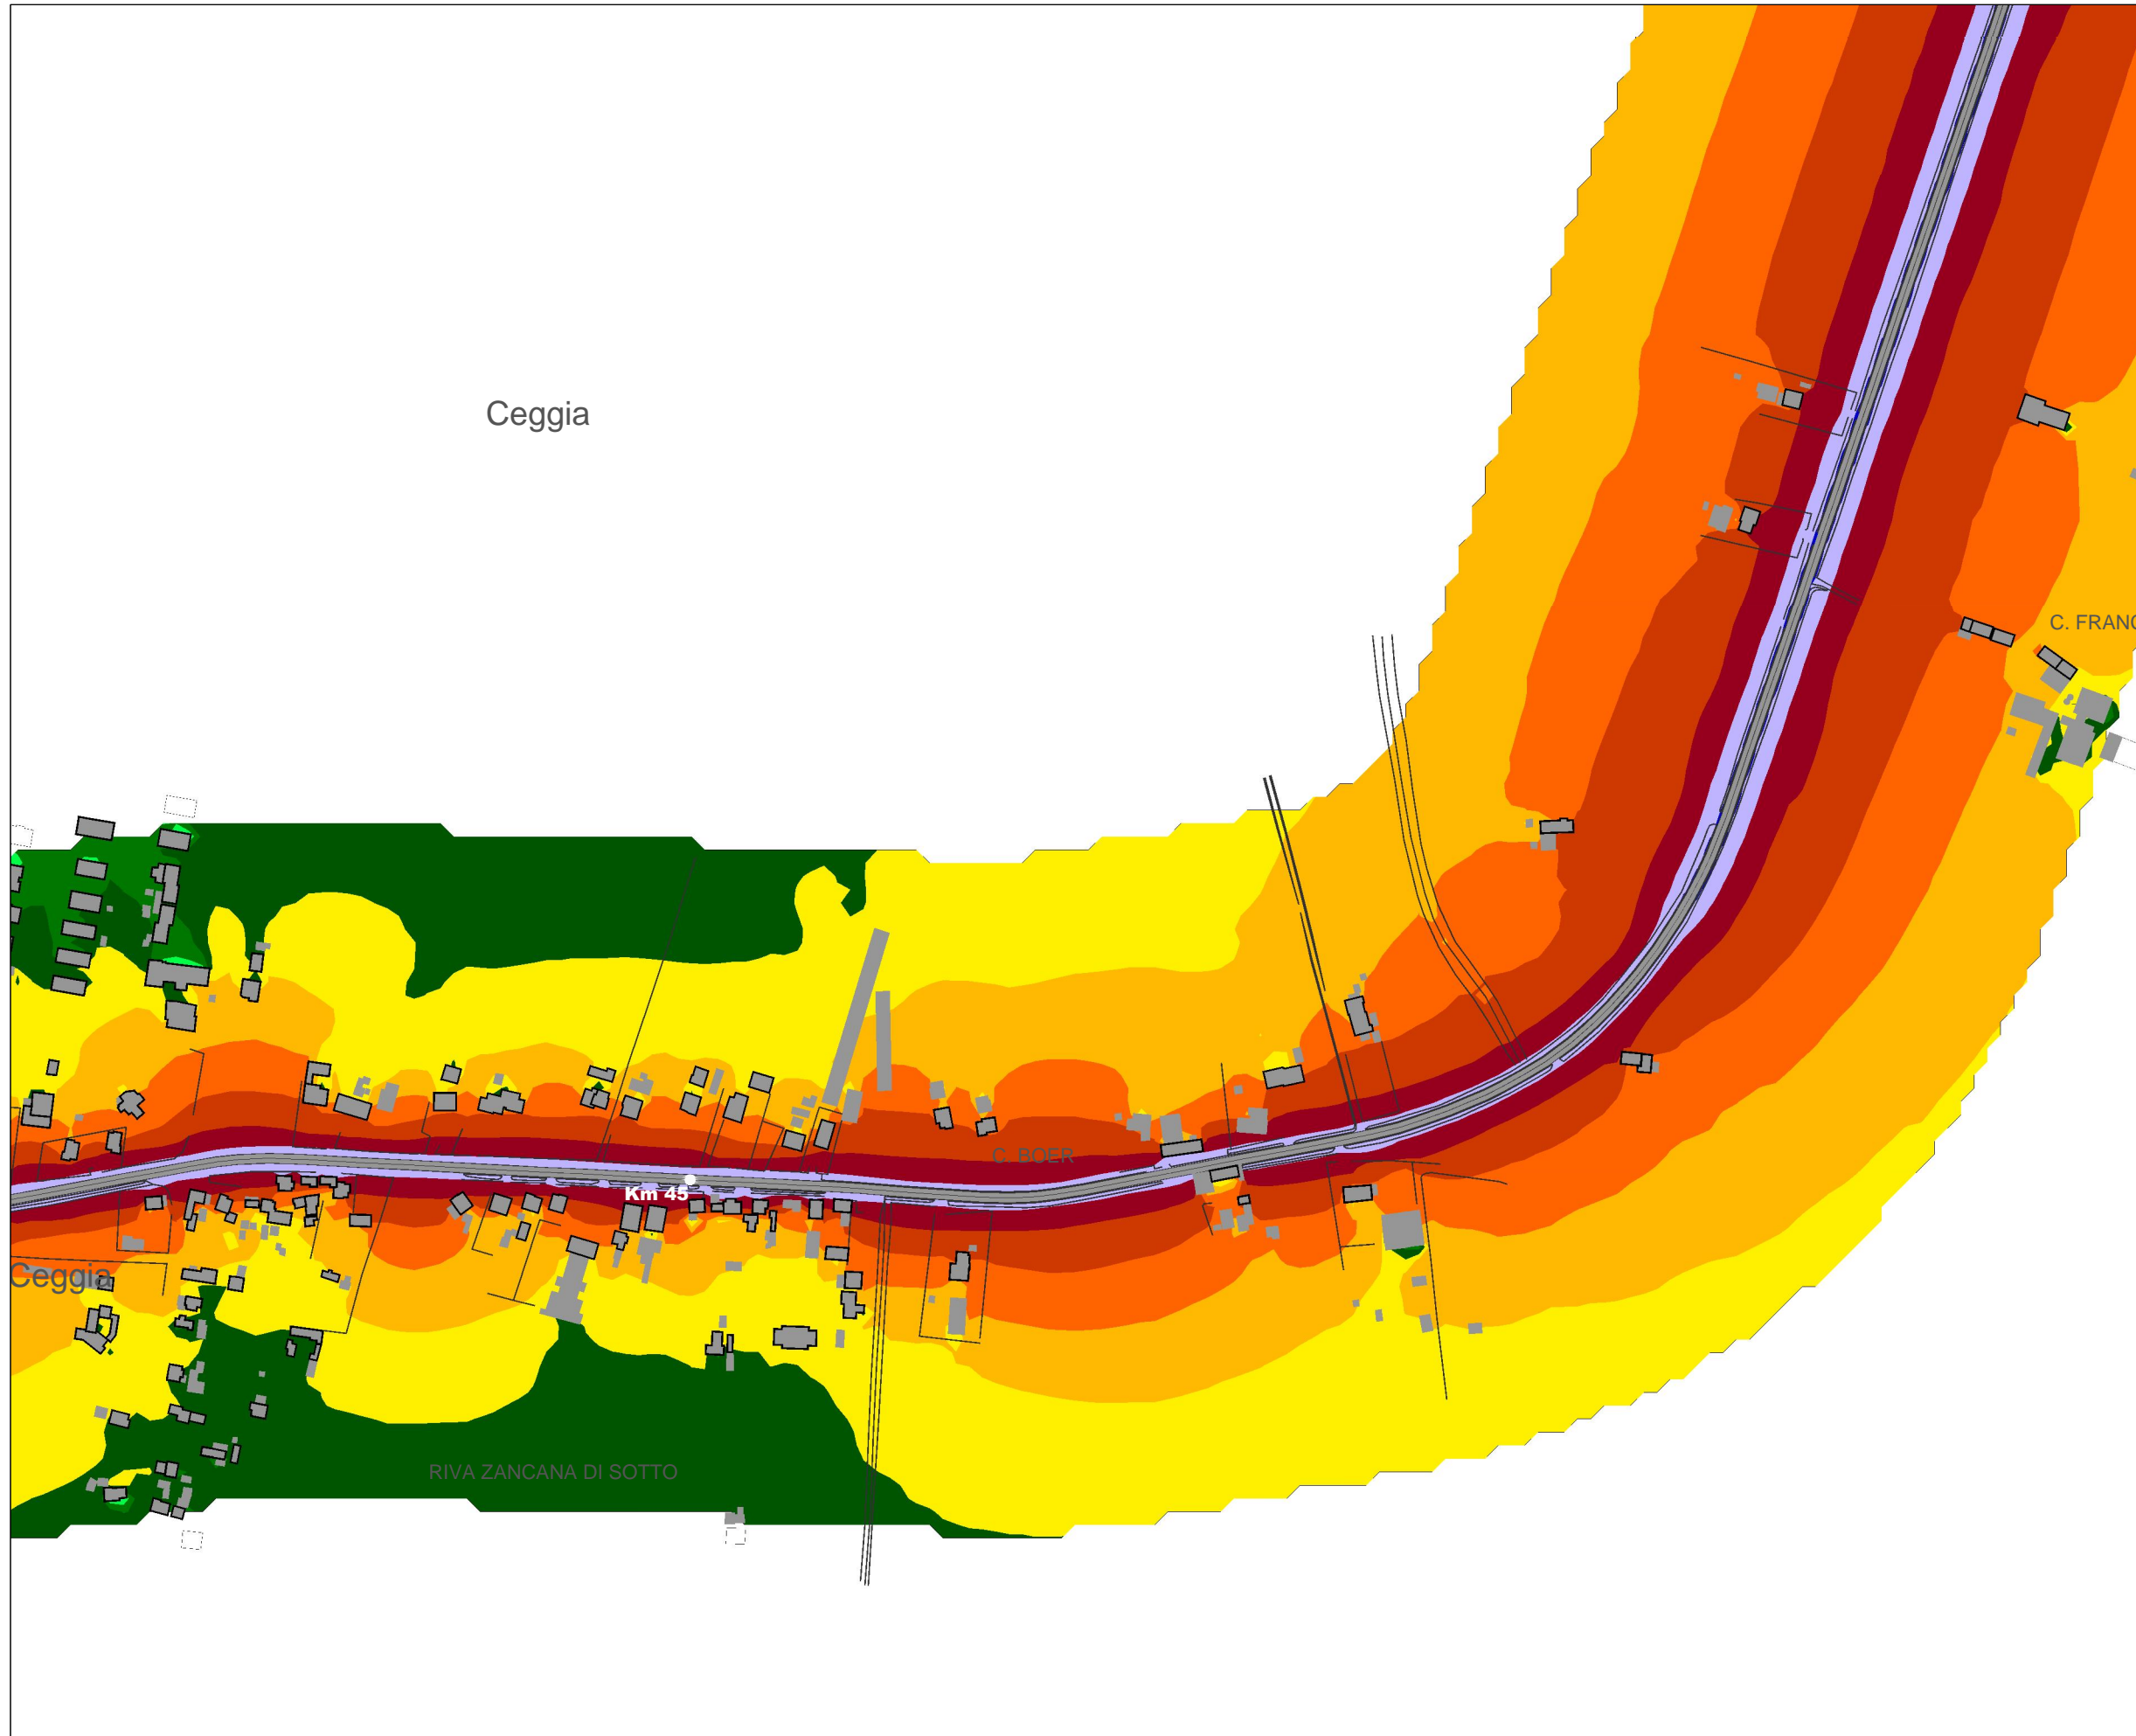 Ceggia
C. FRANC
C. BOER
Km 45
Ceggia
RIVA ZANCANA DI SOTTO